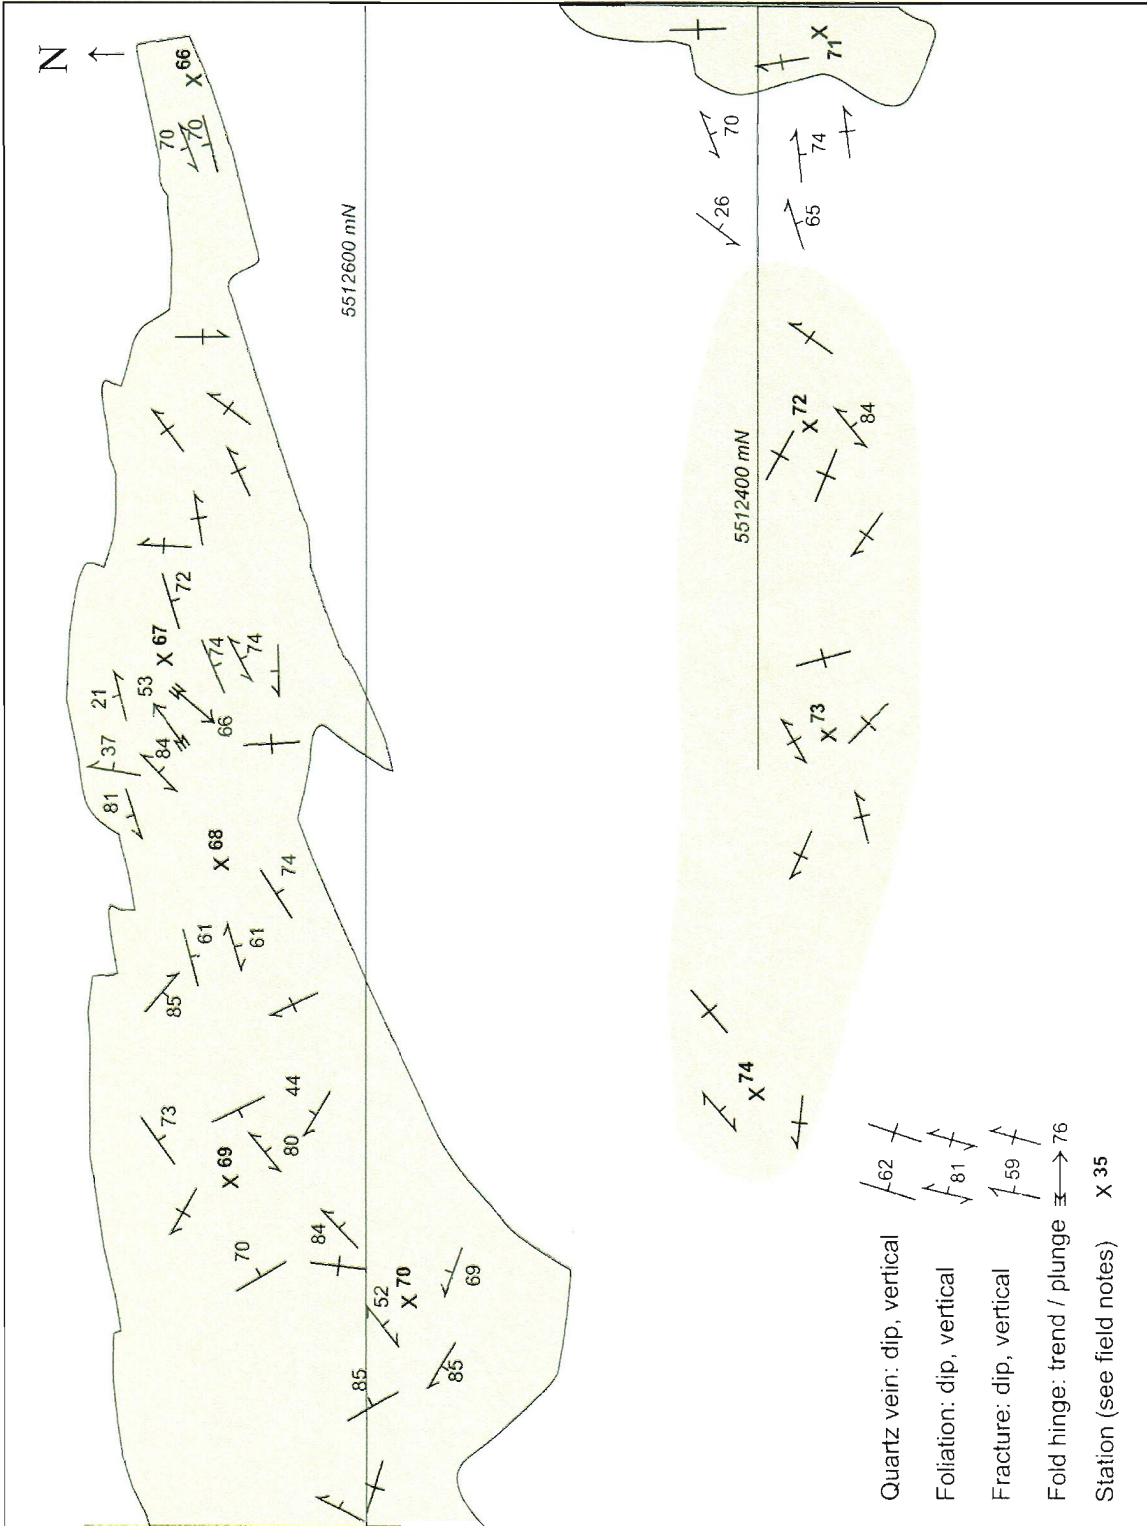 N
X 66
70
70
5512600 mN
72
X 67
74
74
53
21
37
84
66
81
X 68
74
61
61
85
73
44
80
X 69
70
84
52
X 70
69
85
85
X 71
70
74
26
65
X 72
84
5512400 mN
X 73
X 74
Quartz vein: dip, vertical 62
Foliation: dip, vertical 81
Fracture: dip, vertical 59
Fold hinge: trend / plunge 76
Station (see field notes) X 35